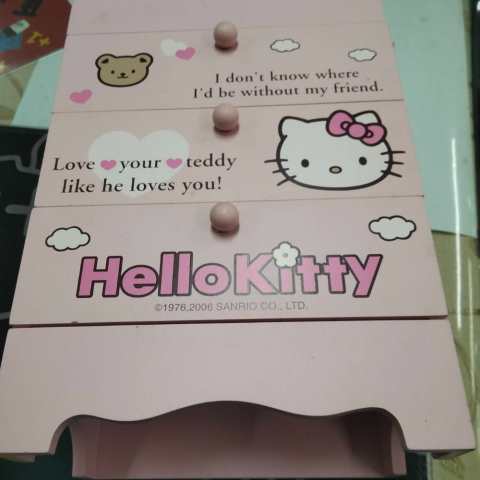 I don't know where
I'd be without my friend.
Love your teddy
like he loves you!
HelloKitty
©1976,2006 SANRIO CO., LTD.